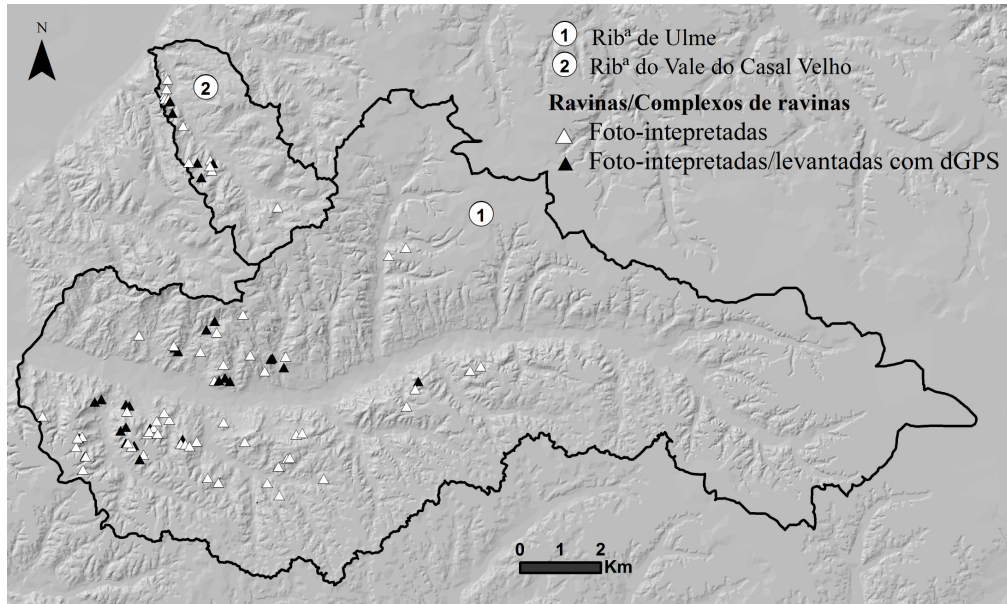 N
1 Ribª de Ulme
2 Ribª do Vale do Casal Velho
Ravinas/Complexos de ravinas
Foto-intepretadas
Foto-intepretadas/levantadas com dGPS
2
1
0 1 2
Km